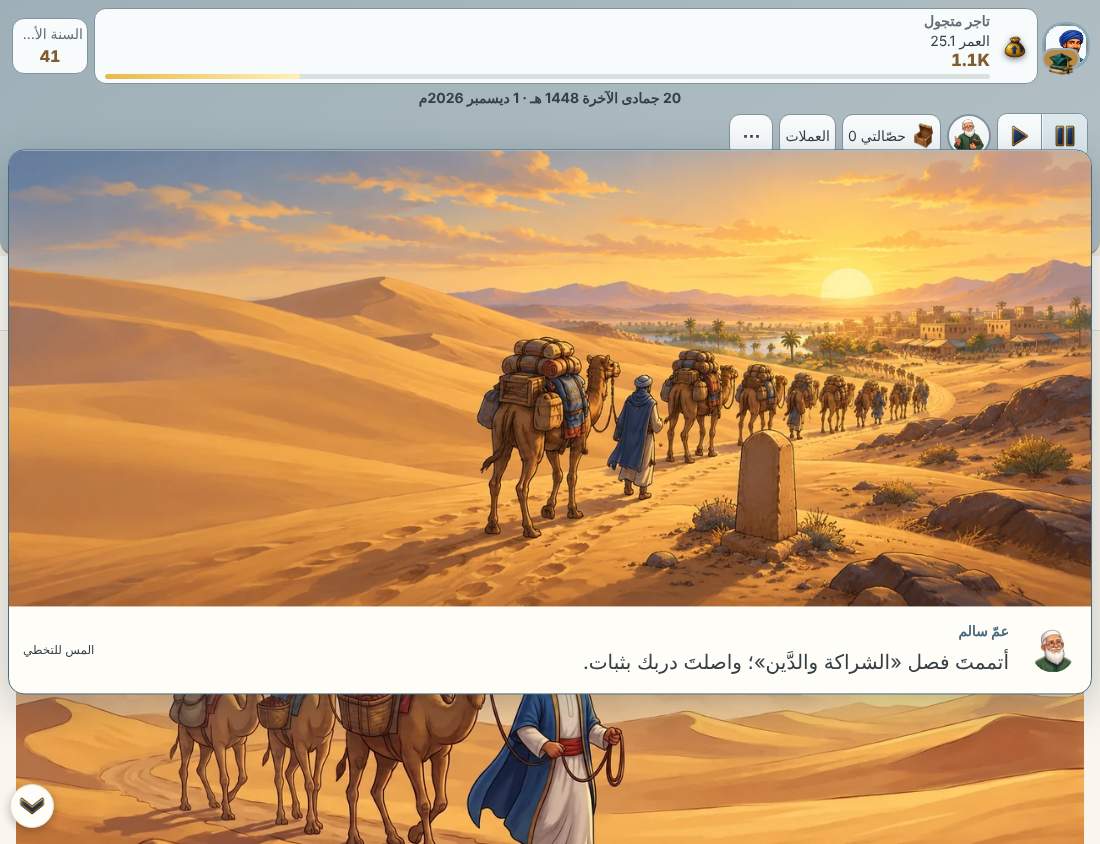 تاجر متجول
العمر 25.1
1.1K
السنة الأ...
41
20 جمادى الآخرة 1448 هـ · 1 ديسمبر 2026م
حصّالتي 0
العملات
...
عمّ سالم
أتممتَ فصل «الشراكة والدَّين»؛ واصلتَ دربك بثبات.
المس للتخطي